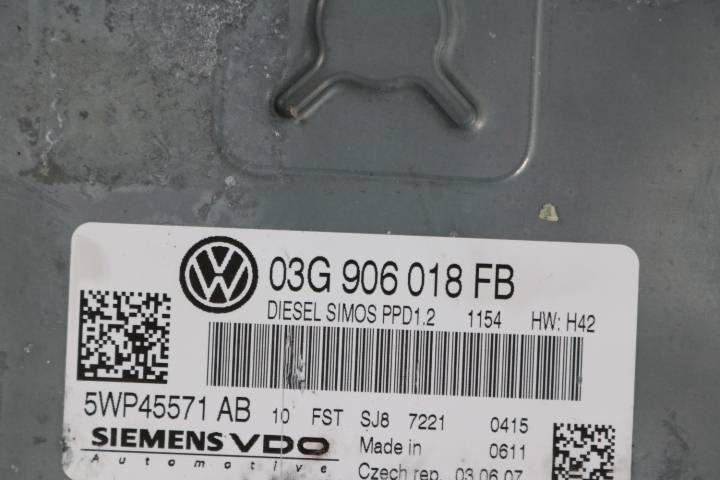 03G 906 018 FB
DIESEL SIMOS PPD1.2 1154 HW: H42
5WP45571 AB 10 FST SJ8 7221 0415
SIEMENS VDO Made in 0611
Automotive Czech rep. 03.06.07